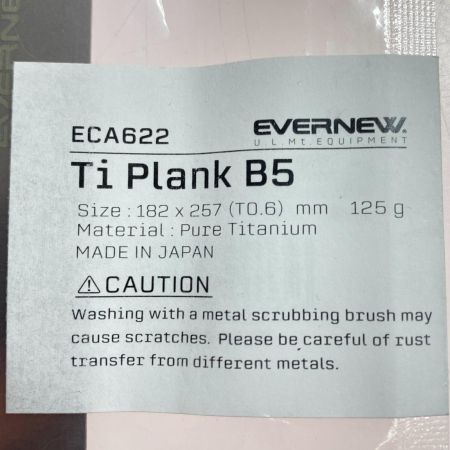 EVERNEW
ECA622
EVERNEW.
U.L.Mt.EQUIPMENT
Ti Plank B5
Size : 182 x 257 (T0.6) mm 125 g
Material : Pure Titanium
MADE IN JAPAN
⚠CAUTION
Washing with a metal scrubbing brush may
cause scratches. Please be careful of rust
transfer from different metals.